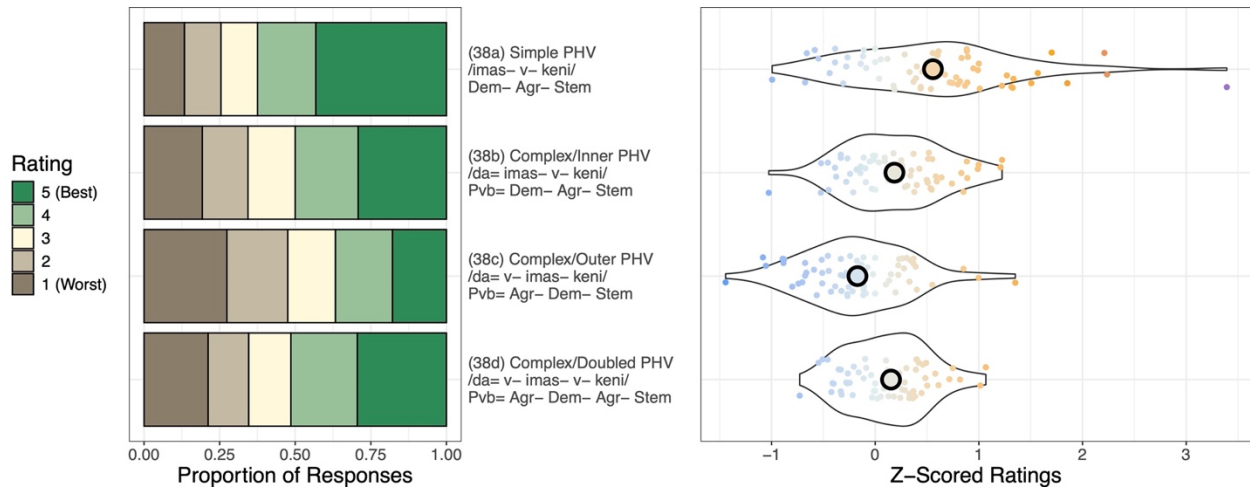 Rating
5 (Best)
4
3
2
1 (Worst)
(38a) Simple PHV
/imas– v– keni/
Dem– Agr– Stem
(38b) Complex/Inner PHV
/da= imas– v– keni/
Pvb= Dem– Agr– Stem
(38c) Complex/Outer PHV
/da= v– imas– keni/
Pvb= Agr– Dem– Stem
(38d) Complex/Doubled PHV
/da= v– imas– v– keni/
Pvb= Agr– Dem– Agr– Stem
0.00 0.25 0.50 0.75 1.00
Proportion of Responses
−1 0 1 2 3
Z−Scored Ratings